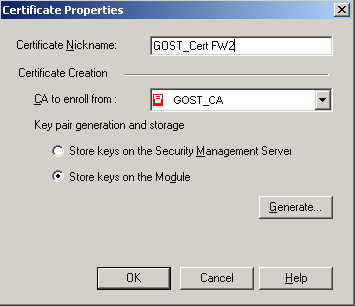 Certificate Properties
Certificate Nickname: GOST_Cert FW2
Certificate Creation
CA to enroll from : GOST_CA
Key pair generation and storage
Store keys on the Security Management Server
Store keys on the Module
Generate...
OK Cancel Help